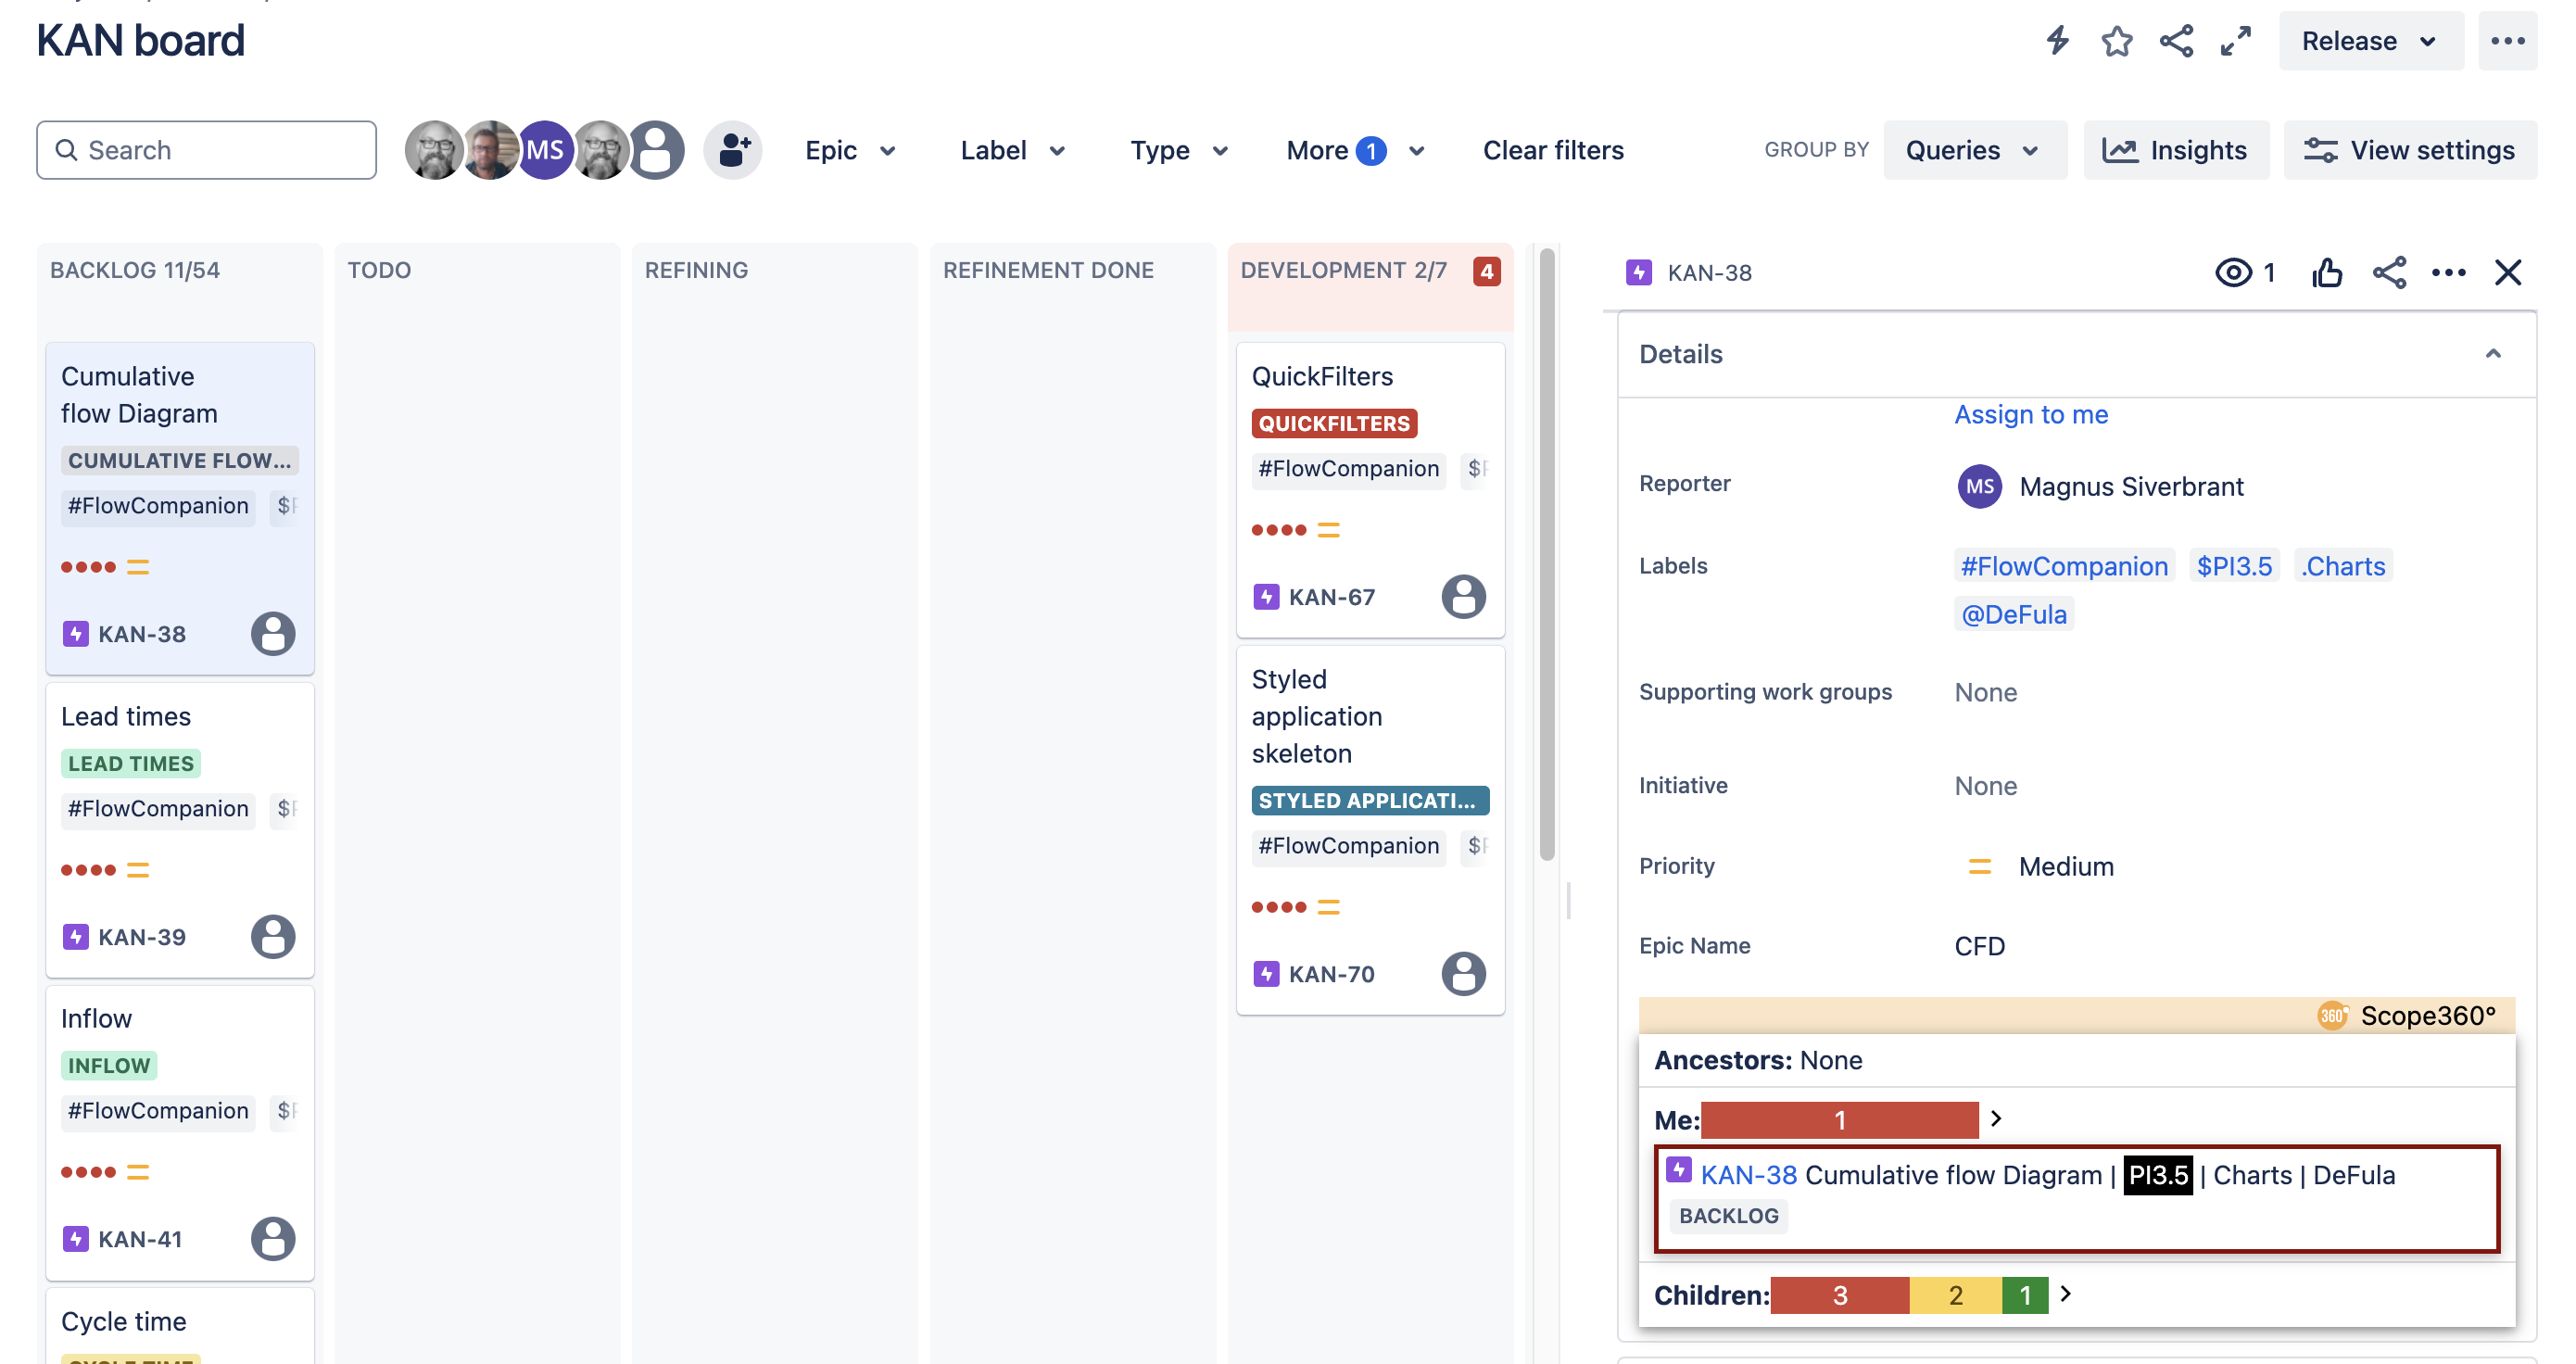 KAN board
Release
Search
MS
Epic
Label
Type
More 1
Clear filters
GROUP BY
Queries
Insights
View settings
BACKLOG 11/54
TODO
REFINING
REFINEMENT DONE
DEVELOPMENT 2/7
4
Cumulative
flow Diagram
CUMULATIVE FLOW...
#FlowCompanion
KAN-38
Lead times
LEAD TIMES
#FlowCompanion
KAN-39
Inflow
INFLOW
#FlowCompanion
KAN-41
Cycle time
CYCLE TIME
QuickFilters
QUICKFILTERS
#FlowCompanion
KAN-67
Styled
application
skeleton
STYLED APPLICATI...
#FlowCompanion
KAN-70
KAN-38
1
Details
Assign to me
Reporter
MS Magnus Siverbrant
Labels
#FlowCompanion $PI3.5 .Charts
@DeFula
Supporting work groups None
Initiative None
Priority Medium
Epic Name CFD
360° Scope360°
Ancestors: None
Me: 1
KAN-38 Cumulative flow Diagram | PI3.5 | Charts | DeFula
BACKLOG
Children: 3 2 1